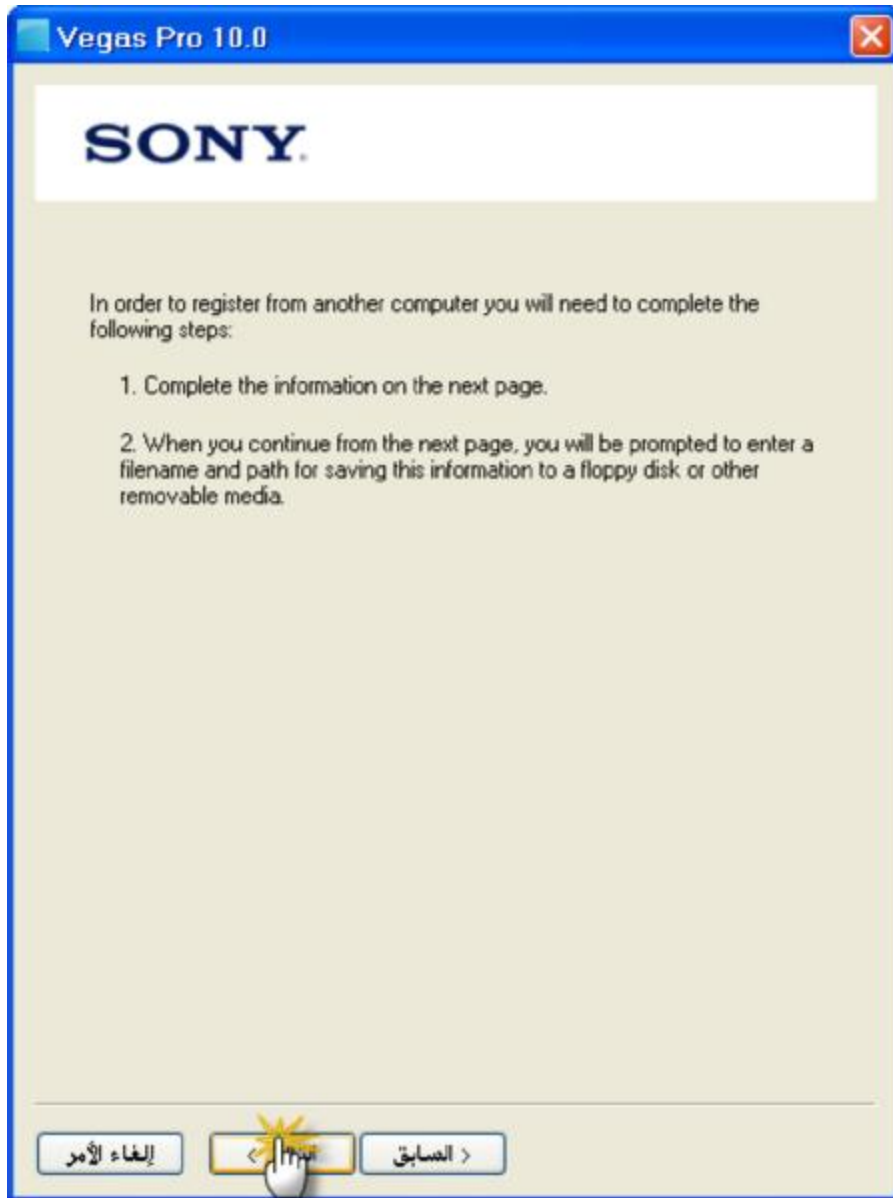 Vegas Pro 10.0
SONY
In order to register from another computer you will need to complete the
following steps:
1. Complete the information on the next page.
2. When you continue from the next page, you will be prompted to enter a
filename and path for saving this information to a floppy disk or other
removable media.
< السابق
>
إلغاء الأمر